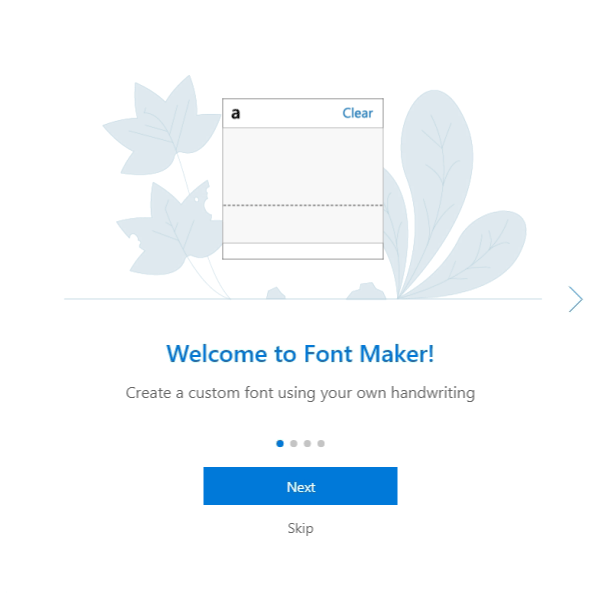 a Clear
Welcome to Font Maker!
Create a custom font using your own handwriting
Next
Skip